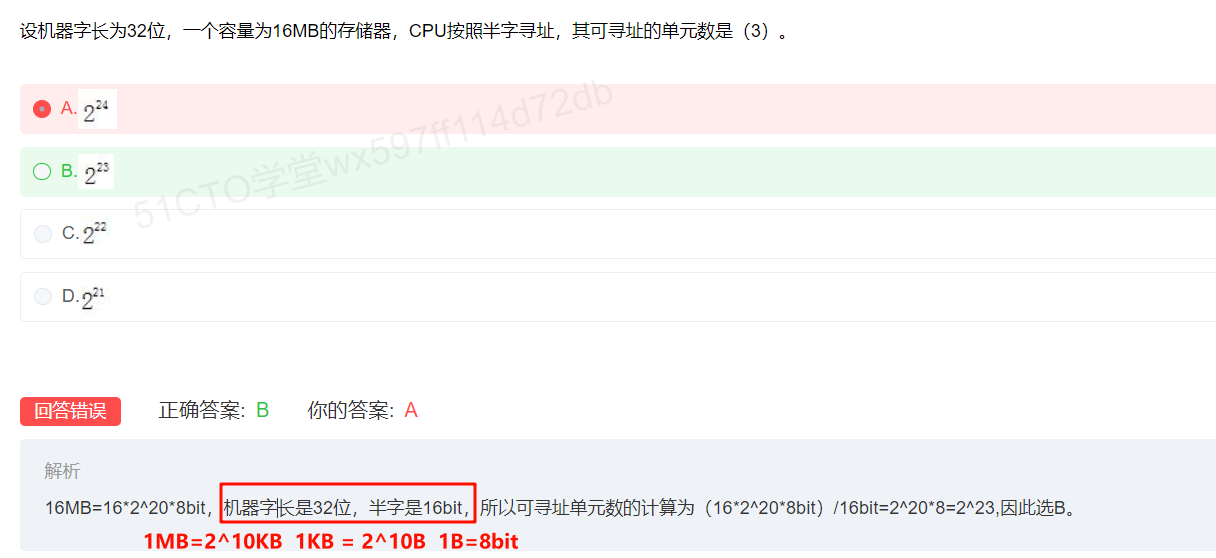 设机器字长为32位，一个容量为16MB的存储器，CPU按照半字寻址，其可寻址的单元数是（3）。
A. 2^24
B. 2^23
C. 2^22
D. 2^21
51CTO学堂wx597ff114d72db
回答错误 正确答案: B 你的答案: A
解析
16MB=16*2^20*8bit，机器字长是32位，半字是16bit，所以可寻址单元数的计算为（16*2^20*8bit）/16bit=2^20*8=2^23,因此选B。
1MB=2^10KB 1KB = 2^10B 1B=8bit